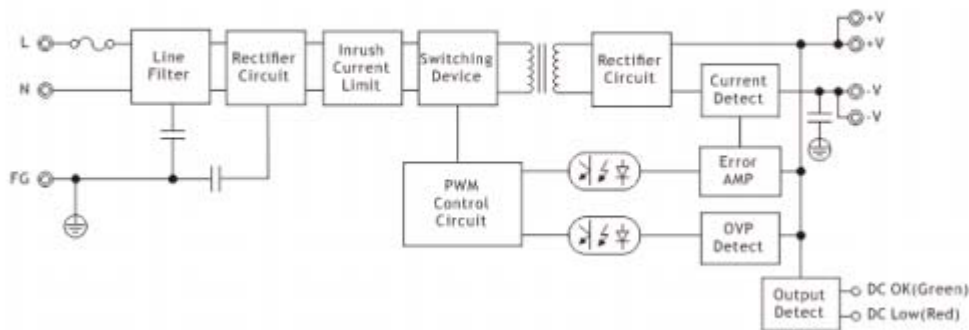 +V
L
+V
Line
Filter
Rectifier
Circuit
Inrush
Current
Limit
Switching
Device
Rectifier
Circuit
Current
Detect
N
-V
-V
FG
PWM
Control
Circuit
Error
AMP
OVP
Detect
Output
Detect
DC OK(Green)
DC Low(Red)